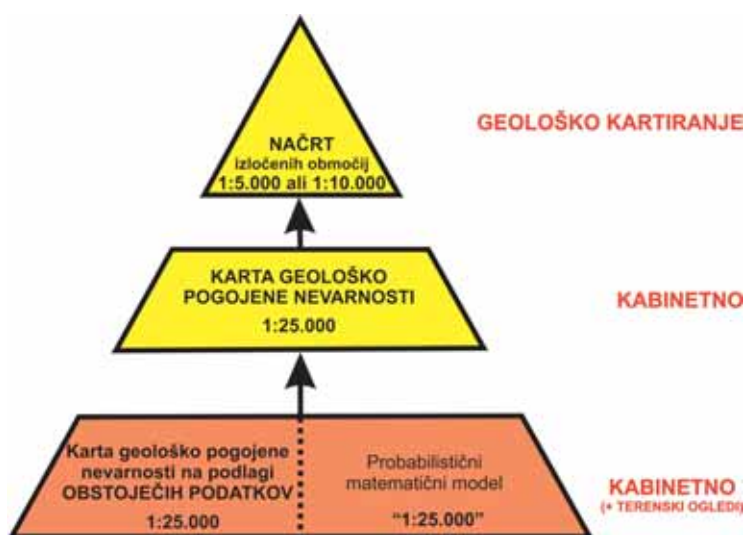 NAČRT
izločenih območij
1:5.000 ali 1:10.000
GEOLOŠKO KARTIRANJE
KARTA GEOLOŠKO
POGOJENE NEVARNOSTI
1:25.000
KABINETNO
Karta geološko pogojene
nevarnosti na podlagi
OBSTOJEČIH PODATKOV
1:25.000
Probabilistični
matematični model
"1:25.000"
KABINETNO
(+ TERENSKI OGLEDI)